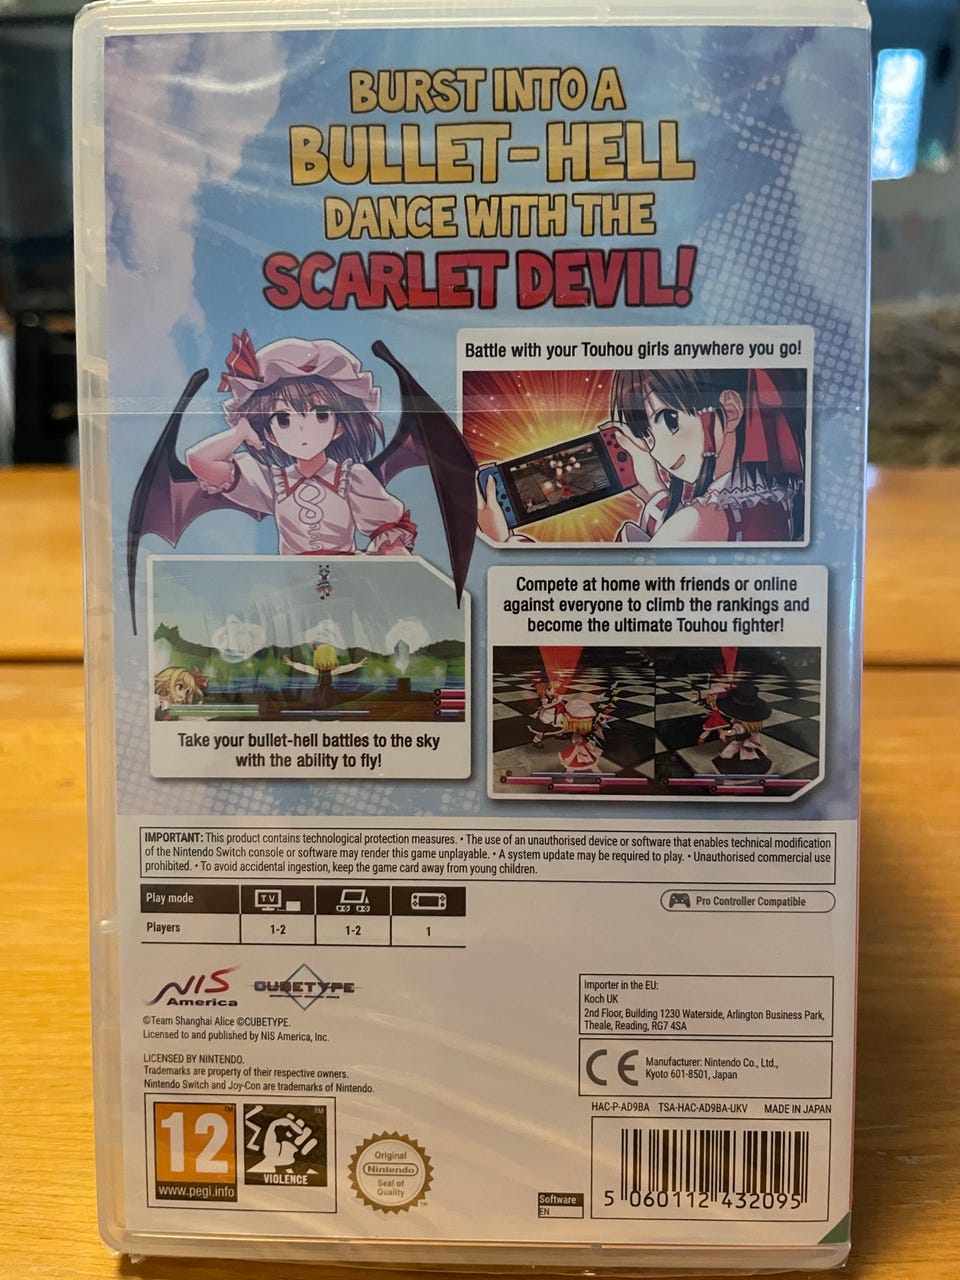 BURST INTO A
BULLET-HELL
DANCE WITH THE
SCARLET DEVIL!
Battle with your Touhou girls anywhere you go!
Compete at home with friends or online
against everyone to climb the rankings and
become the ultimate Touhou fighter!
Take your bullet-hell battles to the sky
with the ability to fly!
IMPORTANT: This product contains technological protection measures. • The use of an unauthorised device or software that enables technical modification
of the Nintendo Switch console or software may render this game unplayable. • A system update may be required to play. • Unauthorised commercial use
prohibited. • To avoid accidental ingestion, keep the game card away from young children.
Play mode
TV
Players
1-2
1-2
1
Pro Controller Compatible
NIS
America
CUBETYPE
©Team Shanghai Alice ©CUBETYPE.
Licensed to and published by NIS America, Inc.
LICENSED BY NINTENDO.
Trademarks are property of their respective owners.
Nintendo Switch and Joy-Con are trademarks of Nintendo.
Importer in the EU:
Koch UK
2nd Floor, Building 1230 Waterside, Arlington Business Park,
Theale, Reading, RG7 4SA
CE
Manufacturer: Nintendo Co., Ltd.,
Kyoto 601-8501, Japan
HAC-P-AD9BA TSA-HAC-AD9BA-UKV MADE IN JAPAN
12
TM
www.pegi.info
TM
VIOLENCE
Original
Nintendo
Seal of
Quality
TM
Software
EN
5 060112 432095